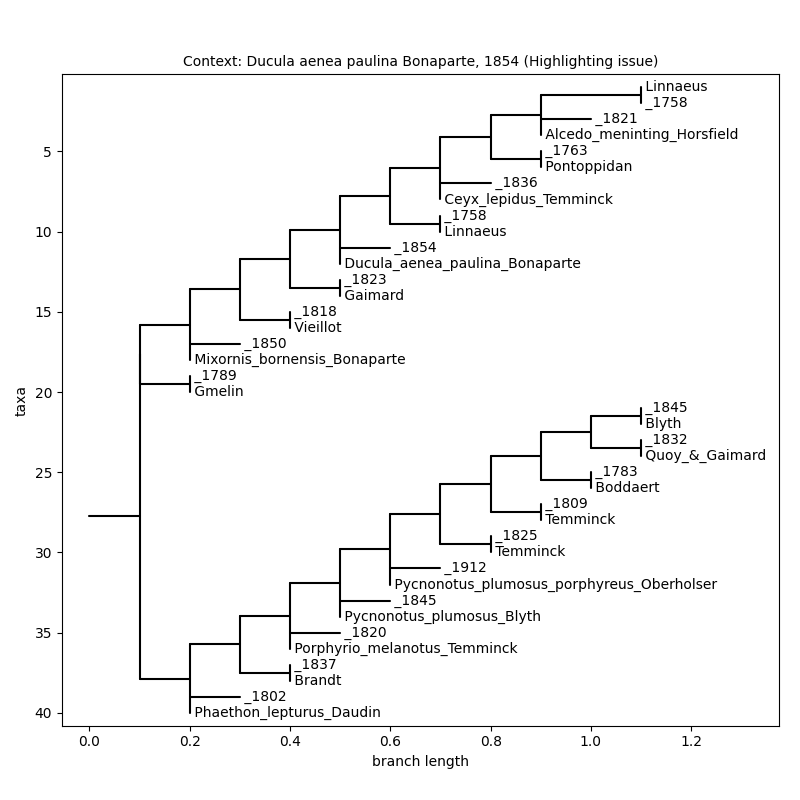 Context: Ducula aenea paulina Bonaparte, 1854 (Highlighting issue)
Linnaeus
_1758
_1821
Alcedo_meninting_Horsfield
_1763
Pontoppidan
_1836
Ceyx_lepidus_Temminck
_1758
Linnaeus
_1854
Ducula_aenea_paulina_Bonaparte
_1823
Gaimard
_1818
Vieillot
_1850
Mixornis_bornensis_Bonaparte
_1789
Gmelin
_1845
Blyth
_1832
Quoy_&_Gaimard
_1783
Boddaert
_1809
Temminck
_1825
Temminck
_1912
Pycnonotus_plumosus_porphyreus_Oberholser
_1845
Pycnonotus_plumosus_Blyth
_1820
Porphyrio_melanotus_Temminck
_1837
Brandt
_1802
Phaethon_lepturus_Daudin
5
10
15
20
25
30
35
40
taxa
0.0 0.2 0.4 0.6 0.8 1.0 1.2
branch length